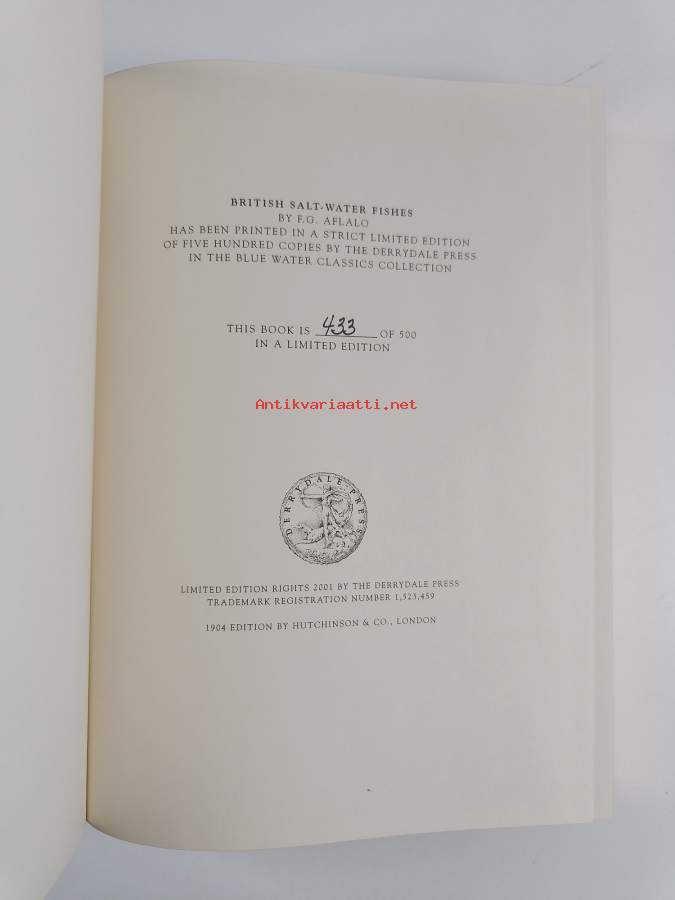 BRITISH SALT-WATER FISHES
BY F.G. AFLALO
HAS BEEN PRINTED IN A STRICT LIMITED EDITION
OF FIVE HUNDRED COPIES BY THE DERRYDALE PRESS
IN THE BLUE WATER CLASSICS COLLECTION
THIS BOOK IS 433 OF 500
IN A LIMITED EDITION
Antikvariaatti.net
DERRYDALE PRESS
LIMITED EDITION RIGHTS 2001 BY THE DERRYDALE PRESS
TRADEMARK REGISTRATION NUMBER 1,523,459
1904 EDITION BY HUTCHINSON & CO., LONDON